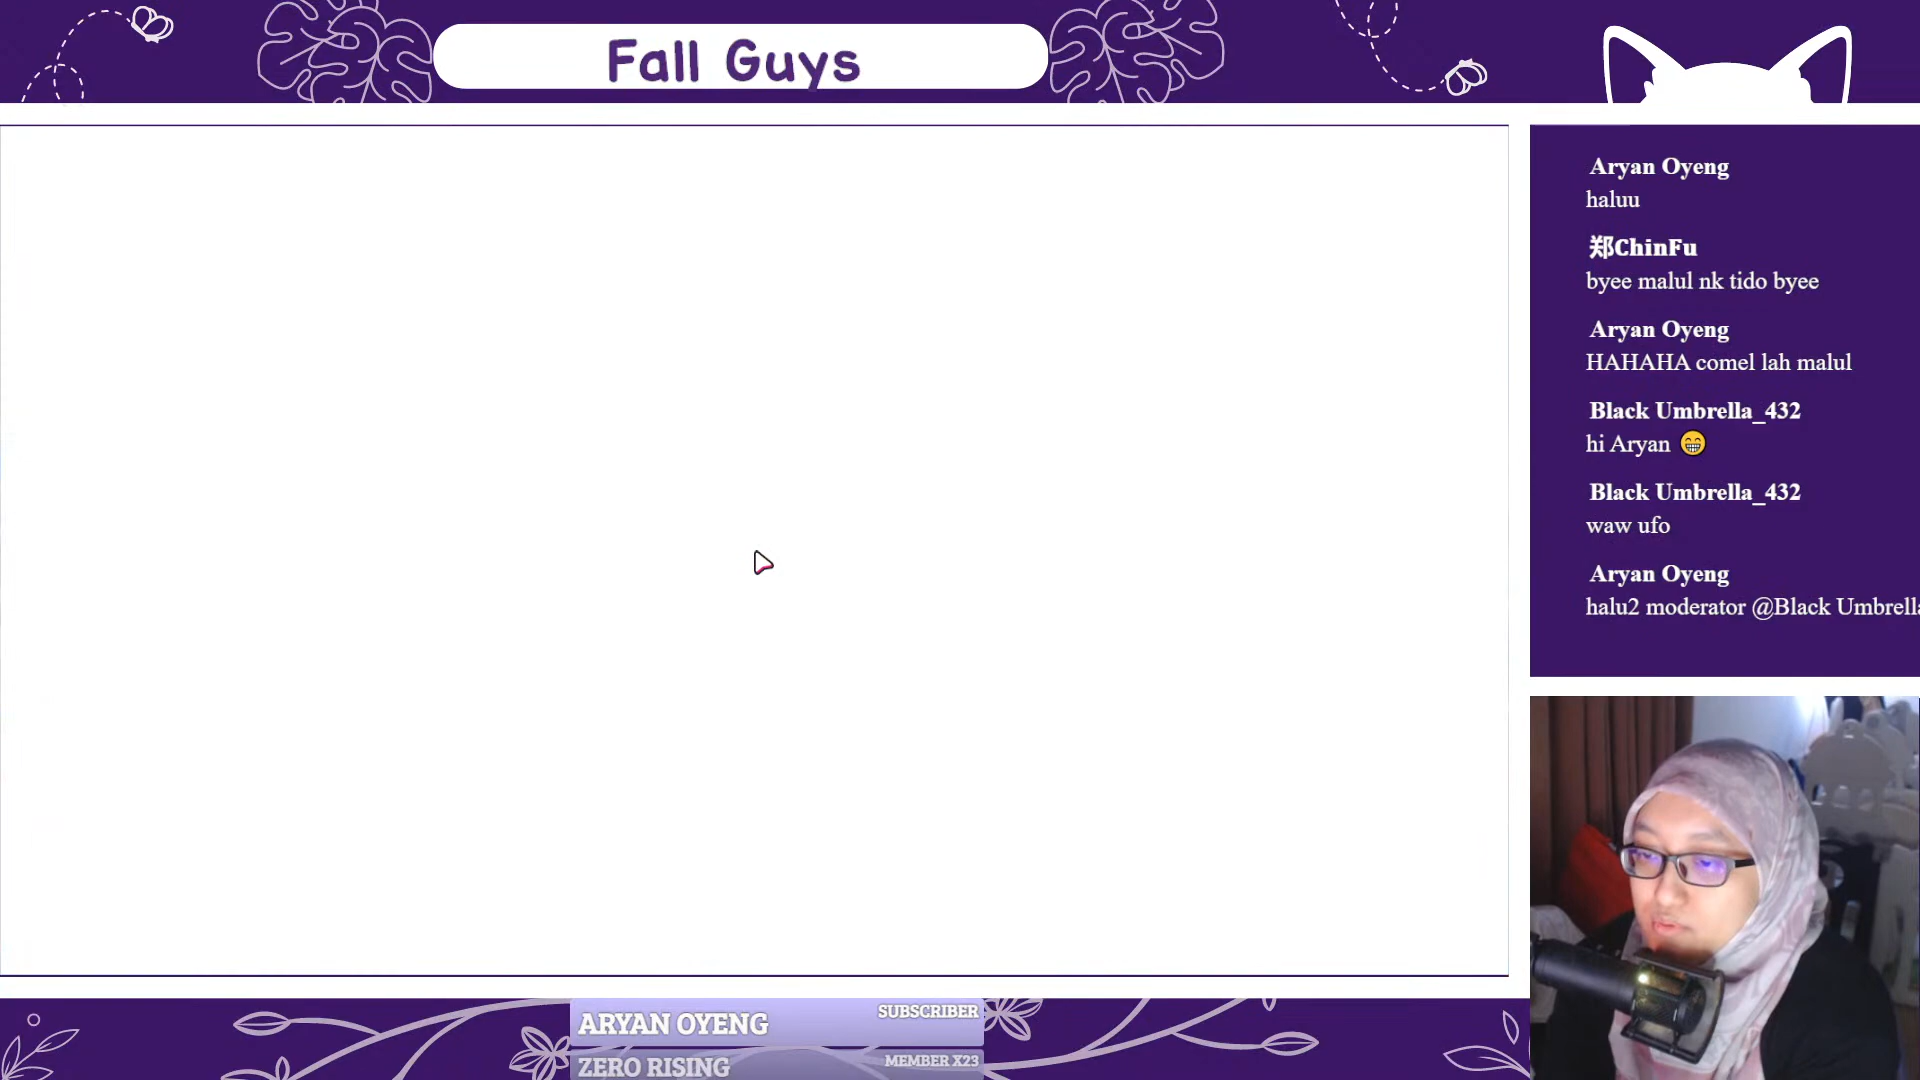 Fall Guys
Aryan Oyeng
haluu
郑ChinFu
byee malul nk tido byee
Aryan Oyeng
HAHAHA comel lah malul
Black Umbrella_432
hi Aryan 😁
Black Umbrella_432
waw ufo
Aryan Oyeng
halu2 moderator @Black Umbrella
ARYAN OYENG SUBSCRIBER
ZERO RISING MEMBER X23